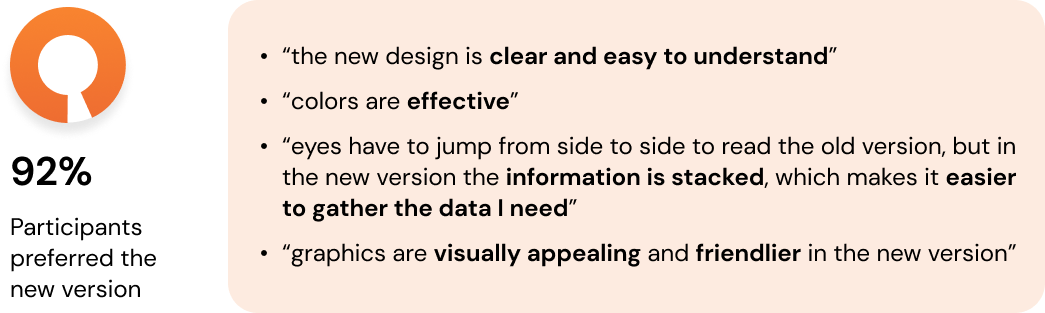 92%
Participants
preferred the
new version
• “the new design is clear and easy to understand”
• “colors are effective”
• “eyes have to jump from side to side to read the old version, but in
the new version the information is stacked, which makes it easier
to gather the data I need”
• “graphics are visually appealing and friendlier in the new version”